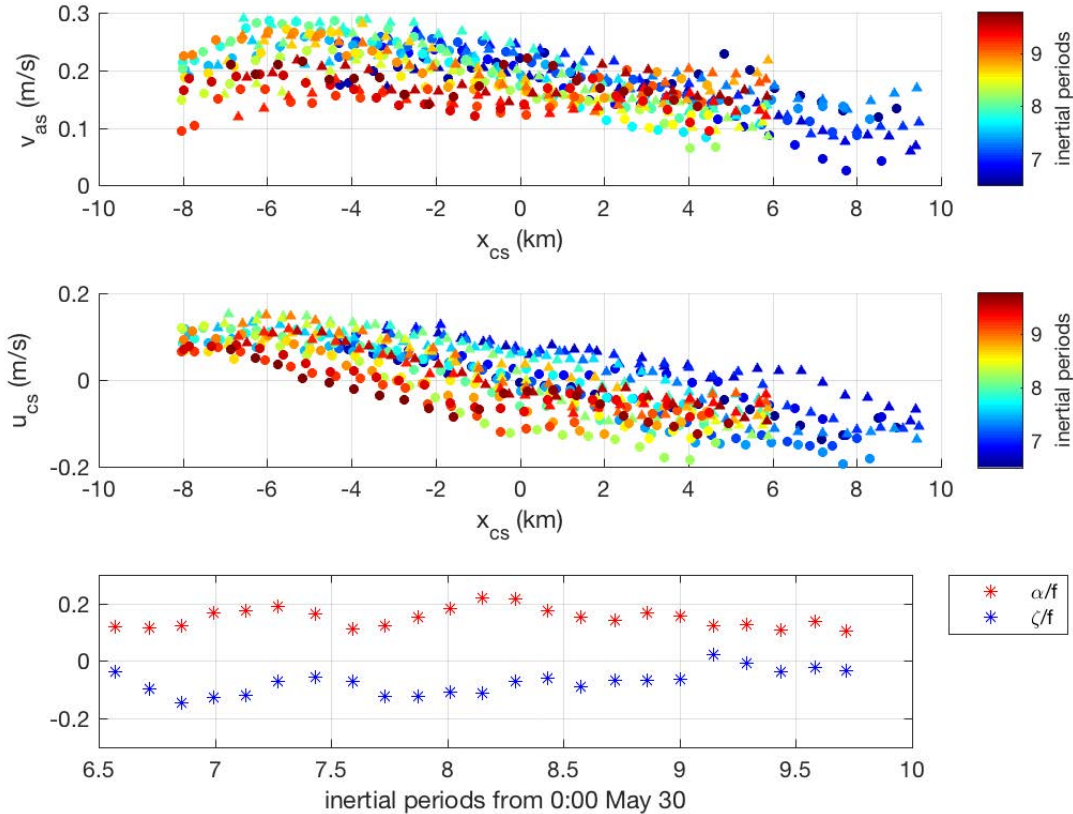 0.3
0.2
0.1
0
v_as (m/s)
-10 -8 -6 -4 -2 0 2 4 6 8 10
x_cs (km)
9
8
7
inertial periods
0.2
0
-0.2
u_cs (m/s)
-10 -8 -6 -4 -2 0 2 4 6 8 10
x_cs (km)
9
8
7
inertial periods
0.2
0
-0.2
6.5 7 7.5 8 8.5 9 9.5 10
inertial periods from 0:00 May 30
α/f
ζ/f